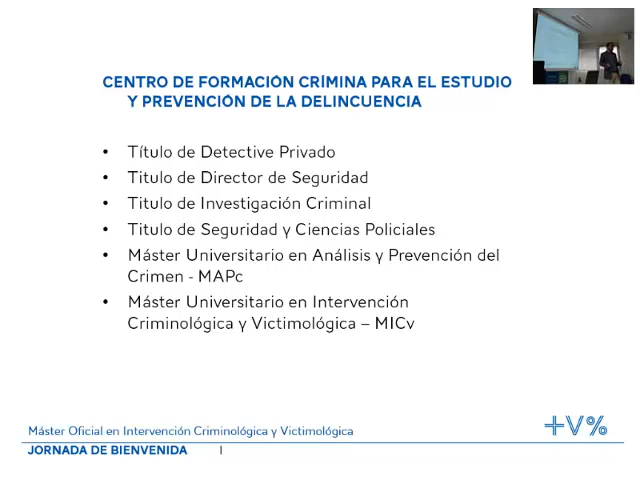 CENTRO DE FORMACIÓN CRÍMINA PARA EL ESTUDIO
Y PREVENCIÓN DE LA DELINCUENCIA
• Título de Detective Privado
• Titulo de Director de Seguridad
• Titulo de Investigación Criminal
• Titulo de Seguridad y Ciencias Policiales
• Máster Universitario en Análisis y Prevención del
Crimen - MAPc
• Máster Universitario en Intervención
Criminológica y Victimológica – MICv
Máster Oficial en Intervención Criminológica y Victimológica
+V%
JORNADA DE BIENVENIDA |